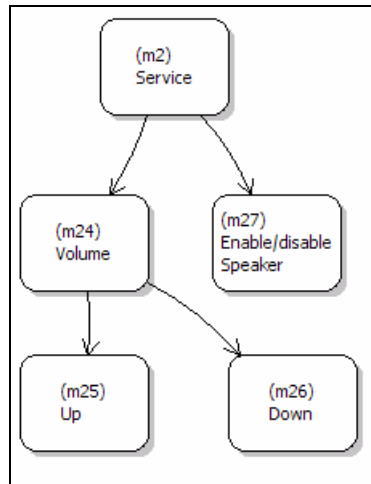 (m2)
Service
(m24)
Volume
(m27)
Enable/disable
Speaker
(m25)
Up
(m26)
Down